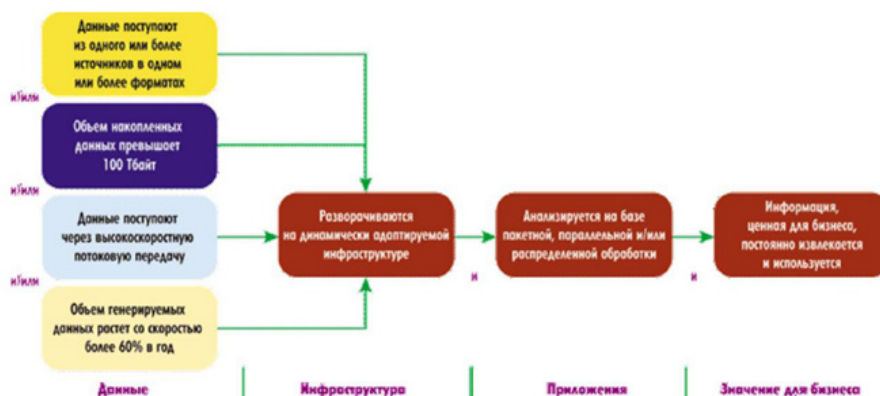 Данные поступают
из одного или более
источников в одном
или более форматах
и/или
Объем накопленных
данных превышает
100 Тбайт
и/или
Данные поступают
через высокоскоростную
потоковую передачу
и/или
Объем генерируемых
данных растет со скоростью
более 60% в год
Разворачиваются
на динамически адаптируемой
инфраструктуре
и
Анализируется на базе
пакетной, параллельной и/или
распределенной обработки
и
Информация,
ценная для бизнеса,
постоянно извлекается
и используется
Данные
Инфраструктура
Приложения
Значение для бизнеса